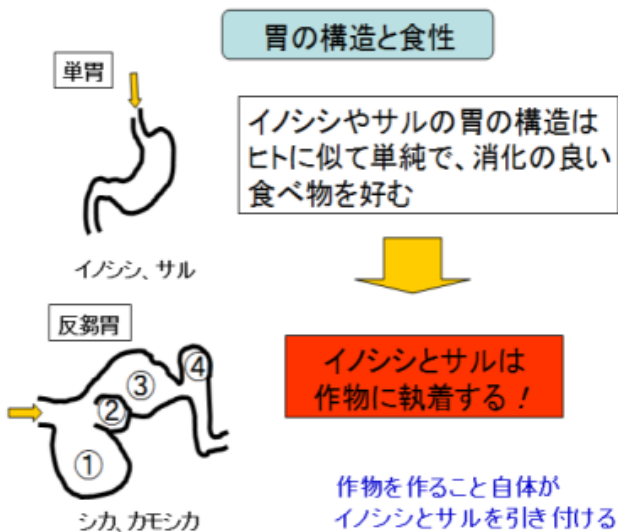 胃の構造と食性
単胃
イノシシやサルの胃の構造は
ヒトに似て単純で、消化の良い
食べ物を好む
イノシシ、サル
反芻胃
①
②
③
④
シカ、カモシカ
イノシシとサルは
作物に執着する！
作物を作ること自体が
イノシシとサルを引き付ける